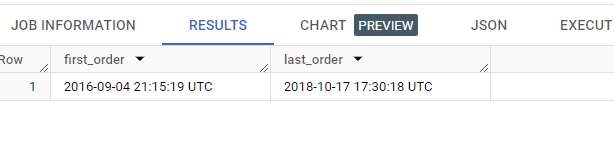 JOB INFORMATION RESULTS CHART PREVIEW JSON EXECUT
Row first_order last_order
1 2016-09-04 21:15:19 UTC 2018-10-17 17:30:18 UTC